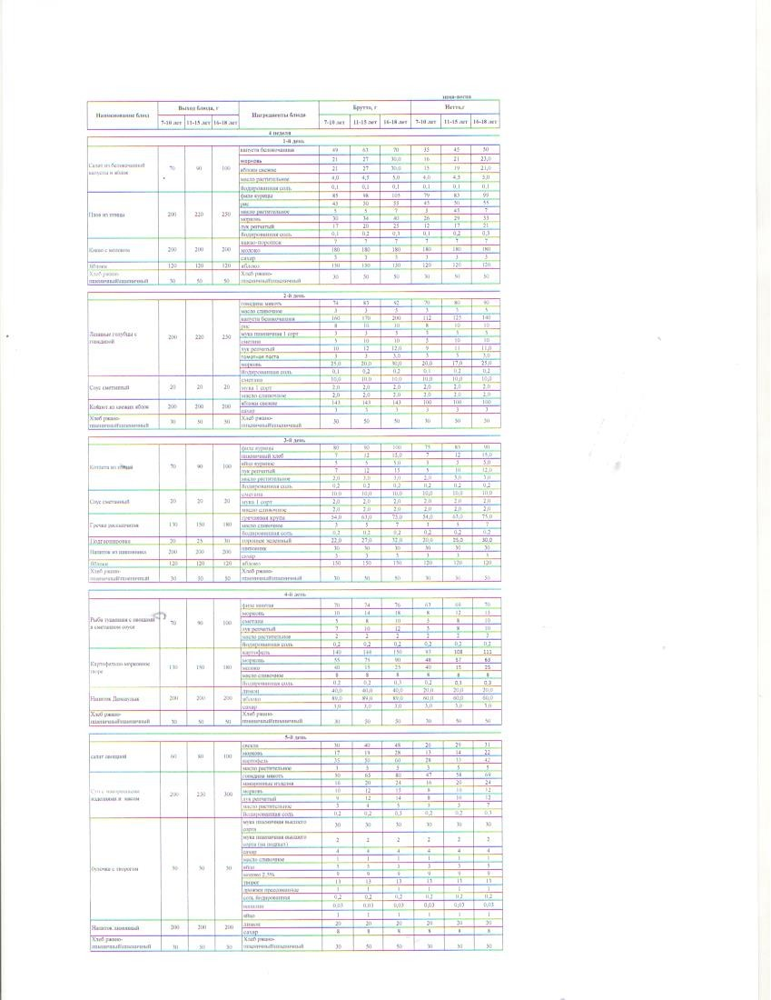 зима-весна
Наименование блюд Выход блюда, г Ингредиенты блюда Брутто, г Нетто,г
7-10 лет 11-15 лет 16-18 лет 7-10 лет 11-15 лет 16-18 лет 7-10 лет 11-15 лет 16-18 лет
4 неделя
1-й день
Салат из белокочанной капусты и яблок 70 90 100 капуста белокочанная 49 63 70 35 45 50
морковь 21 27 30,0 16 21 23,0
яблоки свежие 21 27 30,0 15 19 21,0
масло растительное 4,0 4,5 5,0 4,0 4,5 5,0
йодированная соль 0,1 0,1 0,1 0,1 0,1 0,1
Плов из птицы 200 220 250 филе курицы 85 98 105 79 83 99
рис 45 50 55 45 50 55
масло растительное 5 5 7 5 45 7
морковь 30 34 40 26 29 33
лук репчатый 17 20 25 12 17 21
йодированная соль 0,1 0,2 0,3 0,1 0,2 0,3
Какао с молоком 200 200 200 какао-порошок 7 7 7 7 7 7
молоко 180 180 180 180 180 180
сахар 3 3 3 3 3 3
Яблоки 120 120 120 яблоко 150 150 150 120 120 120
Хлеб ржано-пшеничный/пшеничный 30 50 50 Хлеб ржано-пшеничный/пшеничный 30 50 50 30 50 50
2-й день
Ленивые голубцы с говядиной 200 220 250 говядина мякоть 74 83 92 70 80 90
масло сливочное 3 3 5 3 3 5
капуста белокочанная 160 170 200 112 125 140
рис 8 10 10 8 10 10
мука пшеничная 1 сорт 3 3 5 3 3 5
сметана 5 10 10 5 10 10
лук репчатый 10 12 12,0 9 11 11,0
томатная паста 3 3 3,0 3 3 3,0
морковь 25,0 20,0 30,0 20,0 17,0 25,0
йодированная соль 0,1 0,2 0,2 0,1 0,2 0,2
Соус сметанный 20 20 20 сметана 10,0 10,0 10,0 10,0 10,0 10,0
мука 1 сорт 2,0 2,0 2,0 2,0 2,0 2,0
масло сливочное 2,0 2,0 2,0 2,0 2,0 2,0
Компот из свежих яблок 200 200 200 яблоки свежие 143 143 143 100 100 100
сахар 3 3 3 3 3 3
Хлеб ржано-пшеничный/пшеничный 30 50 50 Хлеб ржано-пшеничный/пшеничный 30 50 50 30 50 50
3-й день
Котлета из 70 90 100 филе курицы 80 90 100 75 83 90
пшеничный хлеб 7 12 15,0 7 12 15,0
яйцо куриное 5 5 5,0 5 5 5,0
лук репчатый 7 12 15 5 10 12,0
масло растительное 2,0 3,0 3,0 2,0 3,0 3,0
йодированная соль 0,2 0,2 0,2 0,2 0,2 0,2
Соус сметанный 20 20 20 сметана 10,0 10,0 10,0 10,0 10,0 10,0
мука 1 сорт 2,0 2,0 2,0 2,0 2,0 2,0
масло сливочное 2,0 2,0 2,0 2,0 2,0 2,0
Гречка рассыпчатая 130 150 180 гречневая крупа 54,0 63,0 75,0 54,0 63,0 75,0
масло сливочное 3 5 7 3 5 7
йодированная соль 0,2 0,2 0,2 0,2 0,2 0,2
Подгарнировка 20 25 30 горошек зеленный 22,0 27,0 32,0 20,0 25,0 30,0
Напиток из шиповника 200 200 200 шиповник 30 30 30 30 30 30
сахар 3 3 3 3 3 3
Яблоки 120 120 120 яблоко 150 150 150 120 120 120
Хлеб ржано-пшеничный/пшеничный 30 50 50 Хлеб ржано-пшеничный/пшеничный 30 50 50 30 50 50
4-й день
Рыба тушенная с овощами в сметанном соусе 70 90 100 филе минтая 70 74 76 63 69 70
морковь 10 14 18 8 12 15
сметана 5 8 10 5 8 10
лук репчатый 7 10 12 5 8 10
масло растительное 2 2 2 2 2 2
йодированная соль 0,2 0,2 0,2 0,2 0,2 0,2
Картофельно-морковное пюре 130 150 180 картофель 140 144 150 93 108 111
морковь 55 75 90 48 57 63
молоко 40 15 25 40 15 25
масло сливочное 8 8 8 8 8 8
йодированная соль 0,2 0,2 0,3 0,2 0,3 0,3
Напиток 200 200 200 лимон 40,0 40,0 40,0 20,0 20,0 20,0
яблоко 89,0 89,0 89,0 60,0 60,0 60,0
сахар 3,0 3,0 3,0 3,0 3,0 3,0
Хлеб ржано-пшеничный/пшеничный 30 50 50 Хлеб ржано-пшеничный/пшеничный 30 50 50 30 50 50
5-й день
салат овощной 60 80 100 свекла 30 40 48 20 29 31
морковь 17 19 28 13 14 22
картофель 35 50 60 28 33 42
масло растительное 3 3 5 3 5 5
Суп с макаронными изделиями и мясом 200 250 300 говядина мякоть 50 65 80 47 58 69
макаронные изделия 16 20 24 16 20 24
морковь 10 12 15 8 10 12
лук репчатый 9 12 14 8 10 12
масло растительное 3 4 5 3 5 7
йодированная соль 0,2 0,2 0,3 0,2 0,2 0,3
булочка с творогом 50 50 50 мука пшеничная высшего сорта 30 30 30 30 30 30
мука пшеничная высшего сорта (на подпыл) 2 2 2 2 2 2
сахар 4 4 4 4 4 4
масло сливочное 1 1 1 1 1 1
яйцо 5 5 5 5 5 5
молоко 2,5% 9 9 9 9 9 9
творог 13 13 13 13 13 13
дрожжи прессованные 1 1 1 1 1 1
соль йодированная 0,2 0,2 0,2 0,2 0,2 0,2
ванилин 0,03 0,03 0,03 0,03 0,03 0,03
яйцо 1 1 1 1 1 1
Напиток лимонный 200 200 200 лимон 20 20 20 20 20 20
сахар 8 8 8 8 8 8
Хлеб ржано-пшеничный/пшеничный 30 50 50 Хлеб ржано-пшеничный/пшеничный 30 50 50 30 50 50